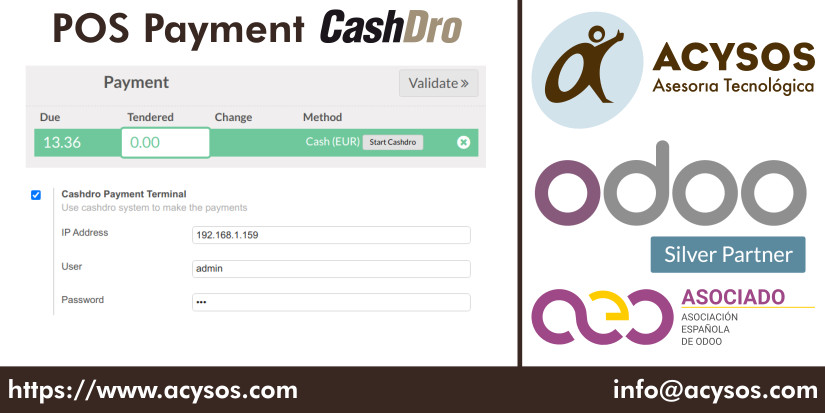 POS Payment CashDro
Payment
Validate »
Due Tendered Change Method
13.36 0.00 Cash (EUR) Start Cashdro
Cashdro Payment Terminal
Use cashdro system to make the payments
IP Address 192.168.1.159
User admin
Password •••
ACYSOS
Asesoría Tecnológica
odoo
Silver Partner
aeo ASOCIADO
ASOCIACIÓN
ESPAÑOLA
DE ODOO
https://www.acysos.com info@acysos.com